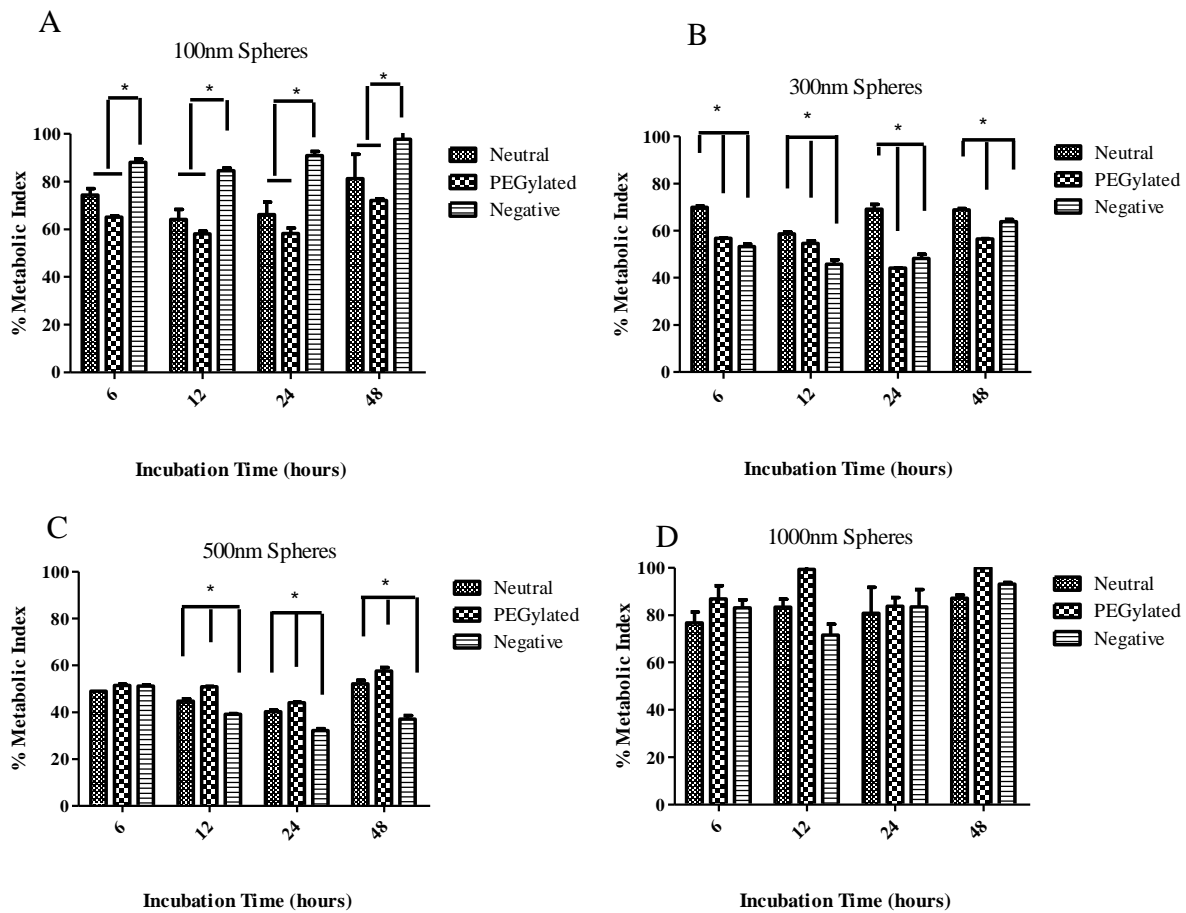 A
100nm Spheres
* * * *
% Metabolic Index
100
80
60
40
20
0
6 12 24 48
Incubation Time (hours)
Neutral
PEGylated
Negative
B
300nm Spheres
* * * *
% Metabolic Index
100
80
60
40
20
0
6 12 24 48
Incubation Time (hours)
Neutral
PEGylated
Negative
C
500nm Spheres
* * *
% Metabolic Index
100
80
60
40
20
0
6 12 24 48
Incubation Time (hours)
Neutral
PEGylated
Negative
D
1000nm Spheres
% Metabolic Index
100
80
60
40
20
0
6 12 24 48
Incubation Time (hours)
Neutral
PEGylated
Negative